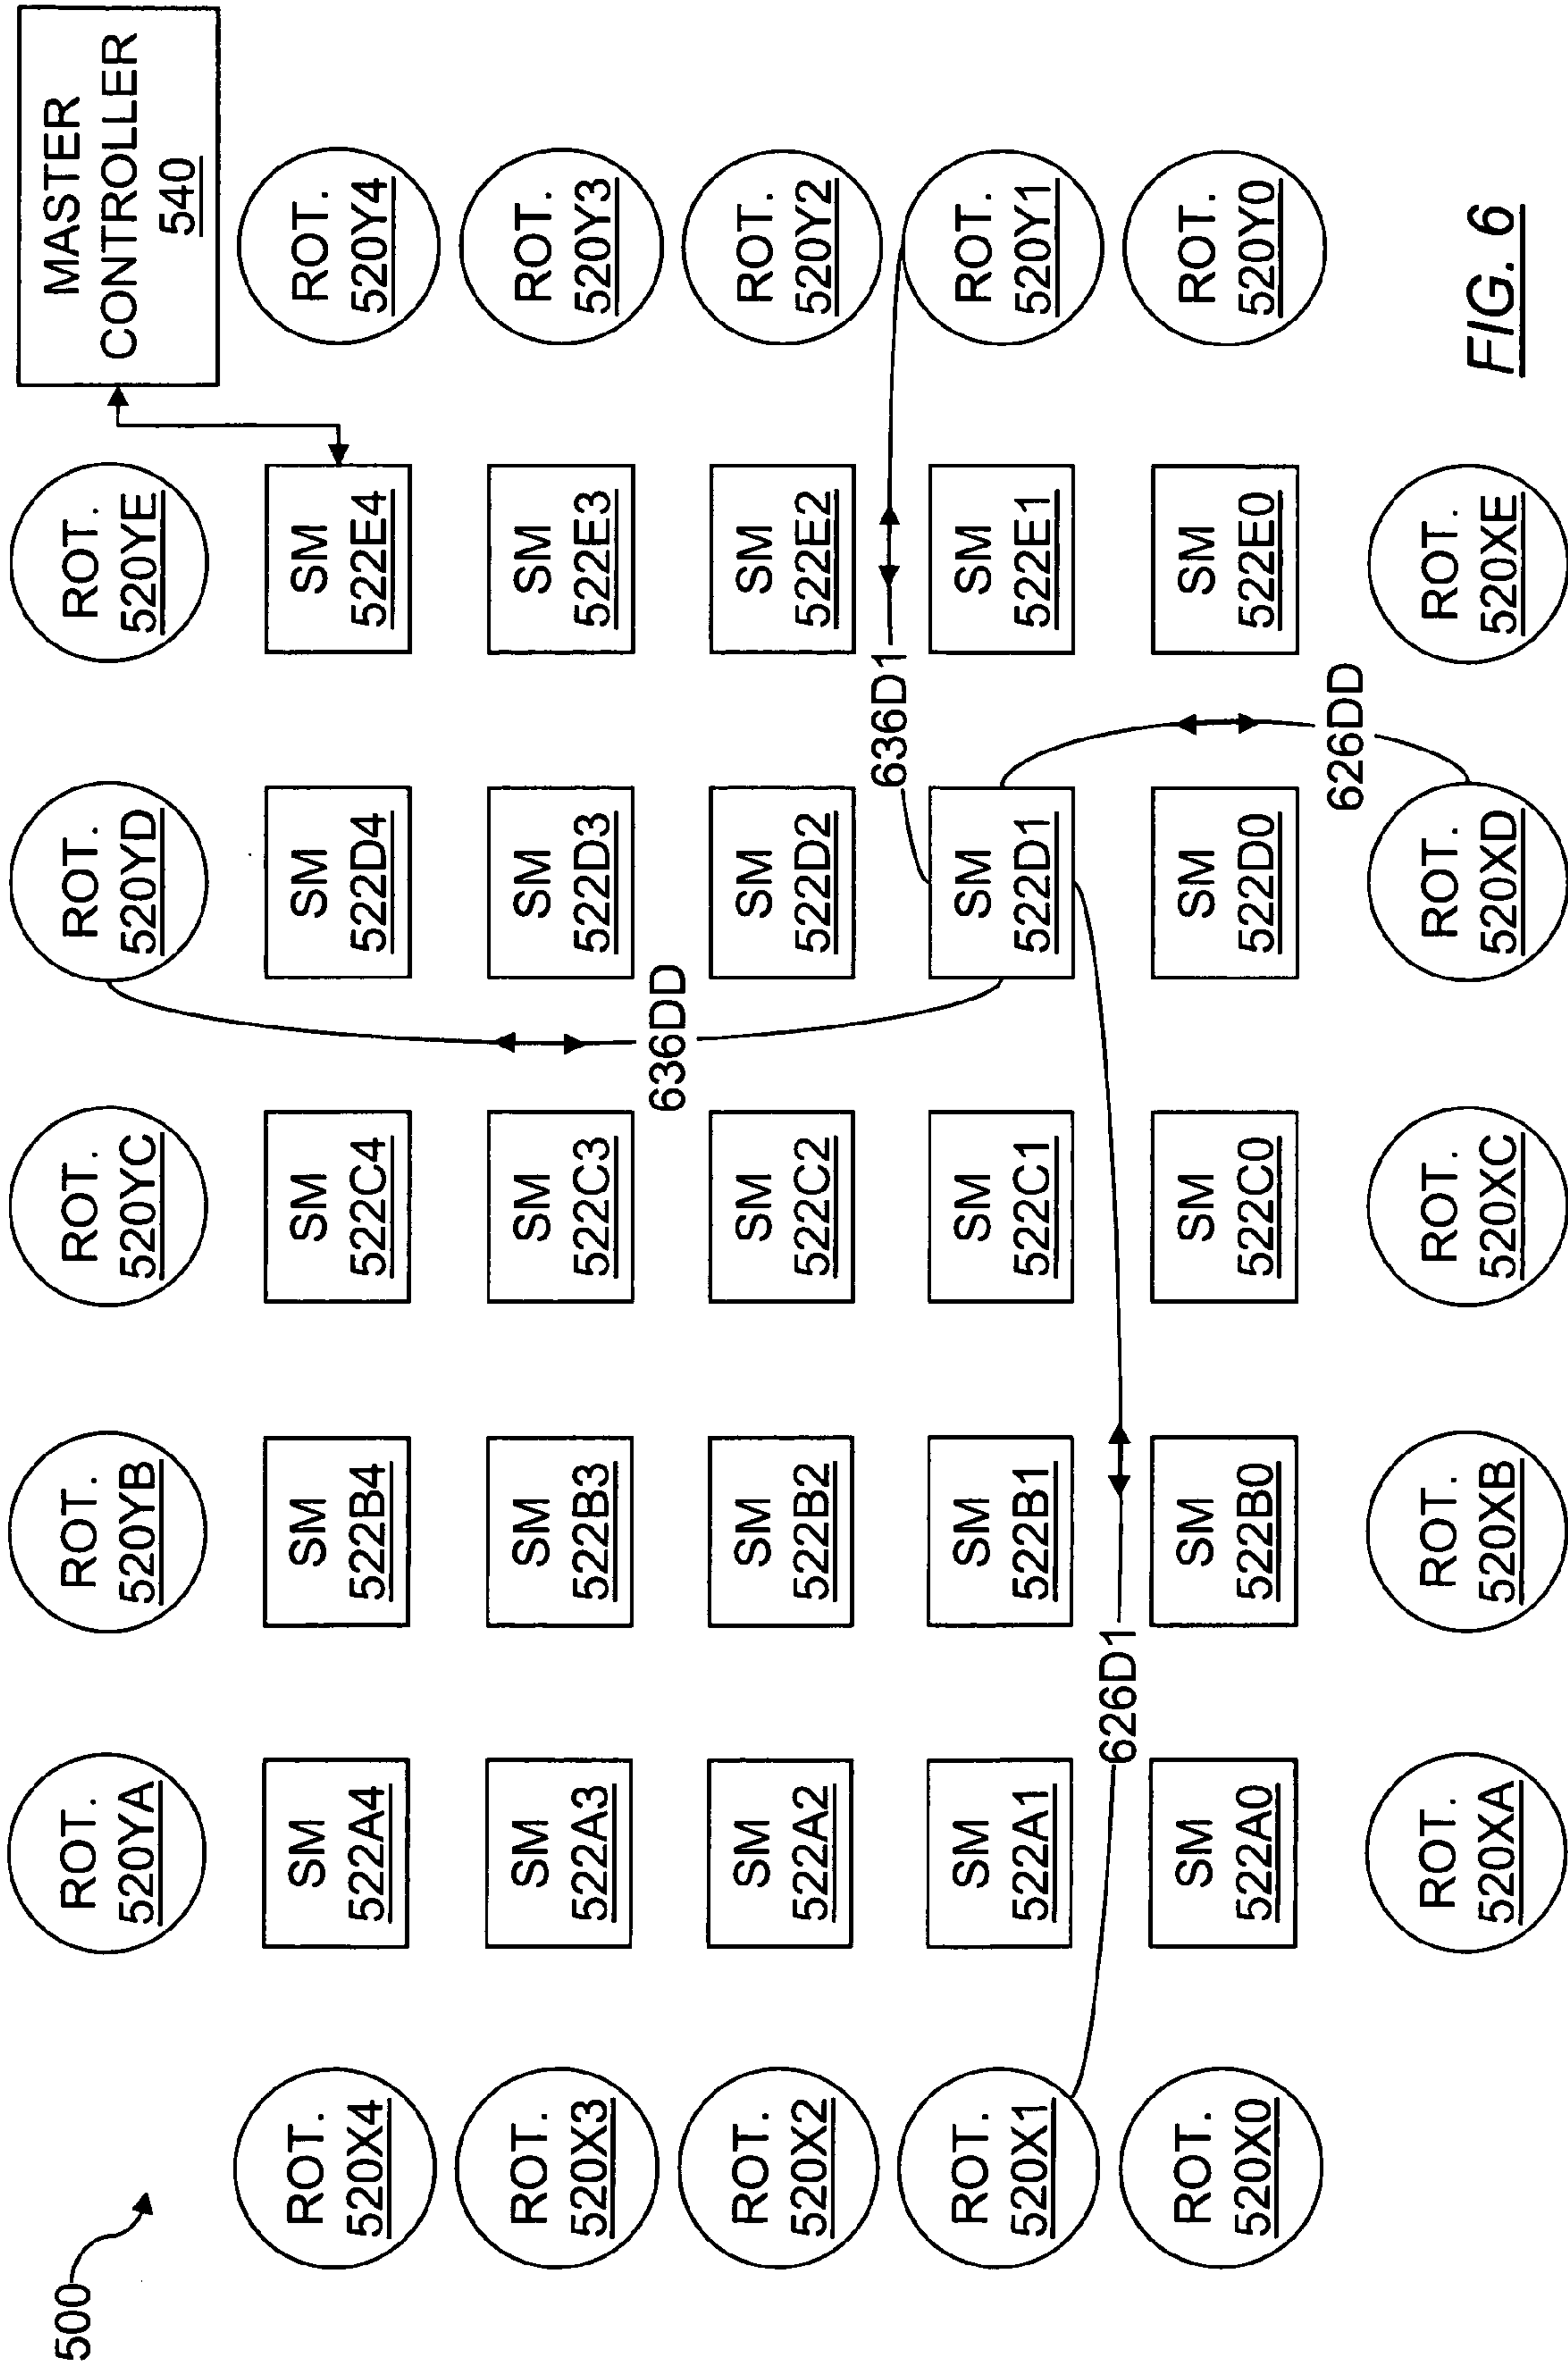 500
ROT.
520YA
ROT.
520YB
ROT.
520YC
ROT.
520YD
ROT.
520YE
MASTER
CONTROLLER
540
ROT.
520X4
SM
522A4
SM
522B4
SM
522C4
SM
522D4
SM
522E4
ROT.
520Y4
ROT.
520X3
SM
522A3
SM
522B3
SM
522C3
SM
522D3
SM
522E3
ROT.
520Y3
636DD
ROT.
520X2
SM
522A2
SM
522B2
SM
522C2
SM
522D2
SM
522E2
ROT.
520Y2
636D1
ROT.
520X1
SM
522A1
SM
522B1
SM
522C1
SM
522D1
SM
522E1
ROT.
520Y1
626D1
ROT.
520X0
SM
522A0
SM
522B0
SM
522C0
SM
522D0
SM
522E0
ROT.
520Y0
626DD
ROT.
520XA
ROT.
520XB
ROT.
520XC
ROT.
520XD
ROT.
520XE
FIG. 6